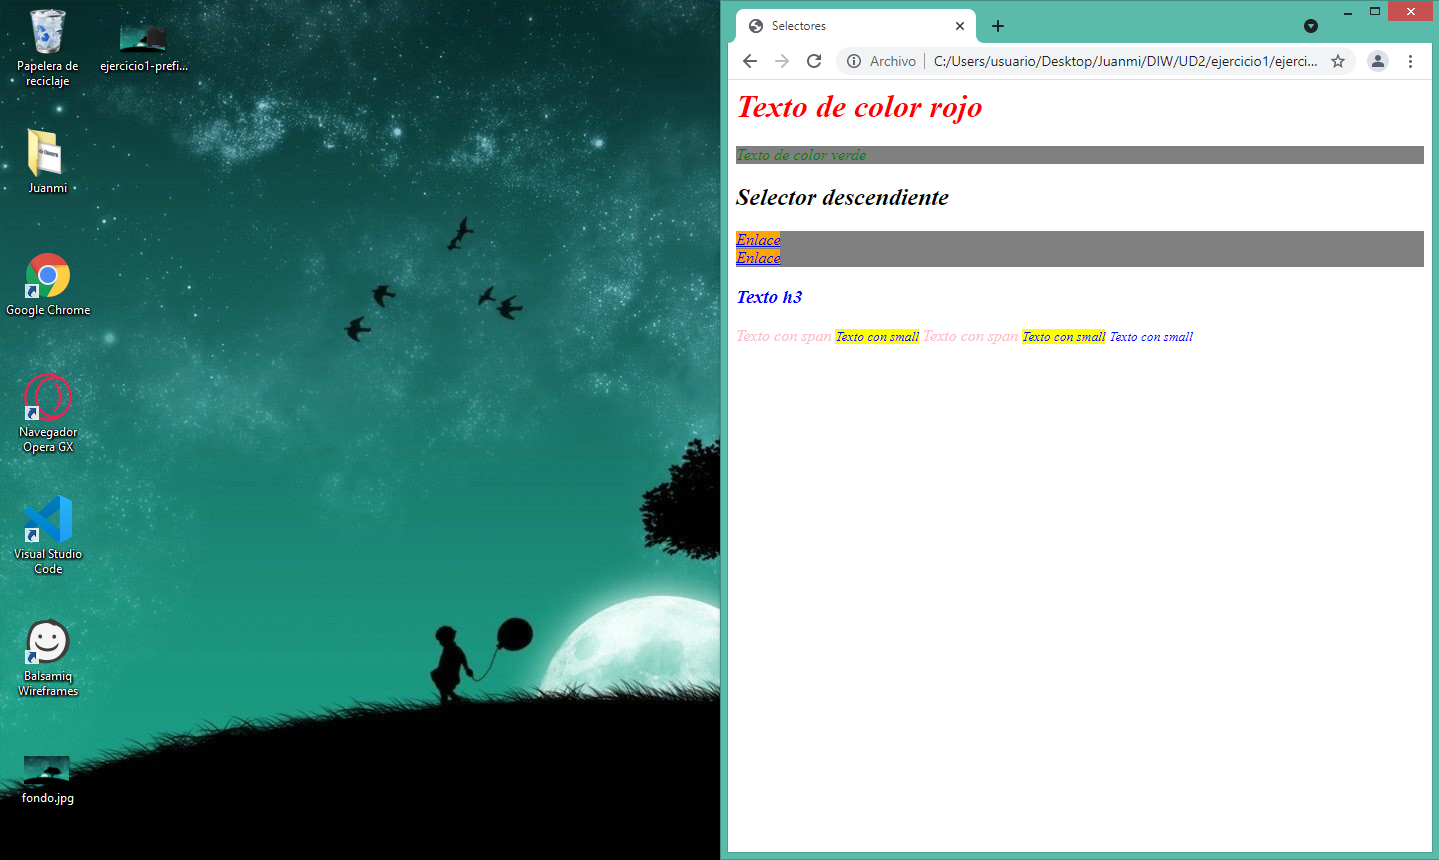 Papelera de
reciclaje
ejercicio1-prefi...
Juanmi
Google Chrome
Navegador
Opera GX
Visual Studio
Code
Balsamiq
Wireframes
fondo.jpg
Selectores
Archivo
C:/Users/usuario/Desktop/Juanmi/DIW/UD2/ejercicio1/ejerci...
Texto de color rojo
Texto de color verde
Selector descendiente
Enlace
Enlace
Texto h3
Texto con span Texto con small Texto con span Texto con small Texto con small